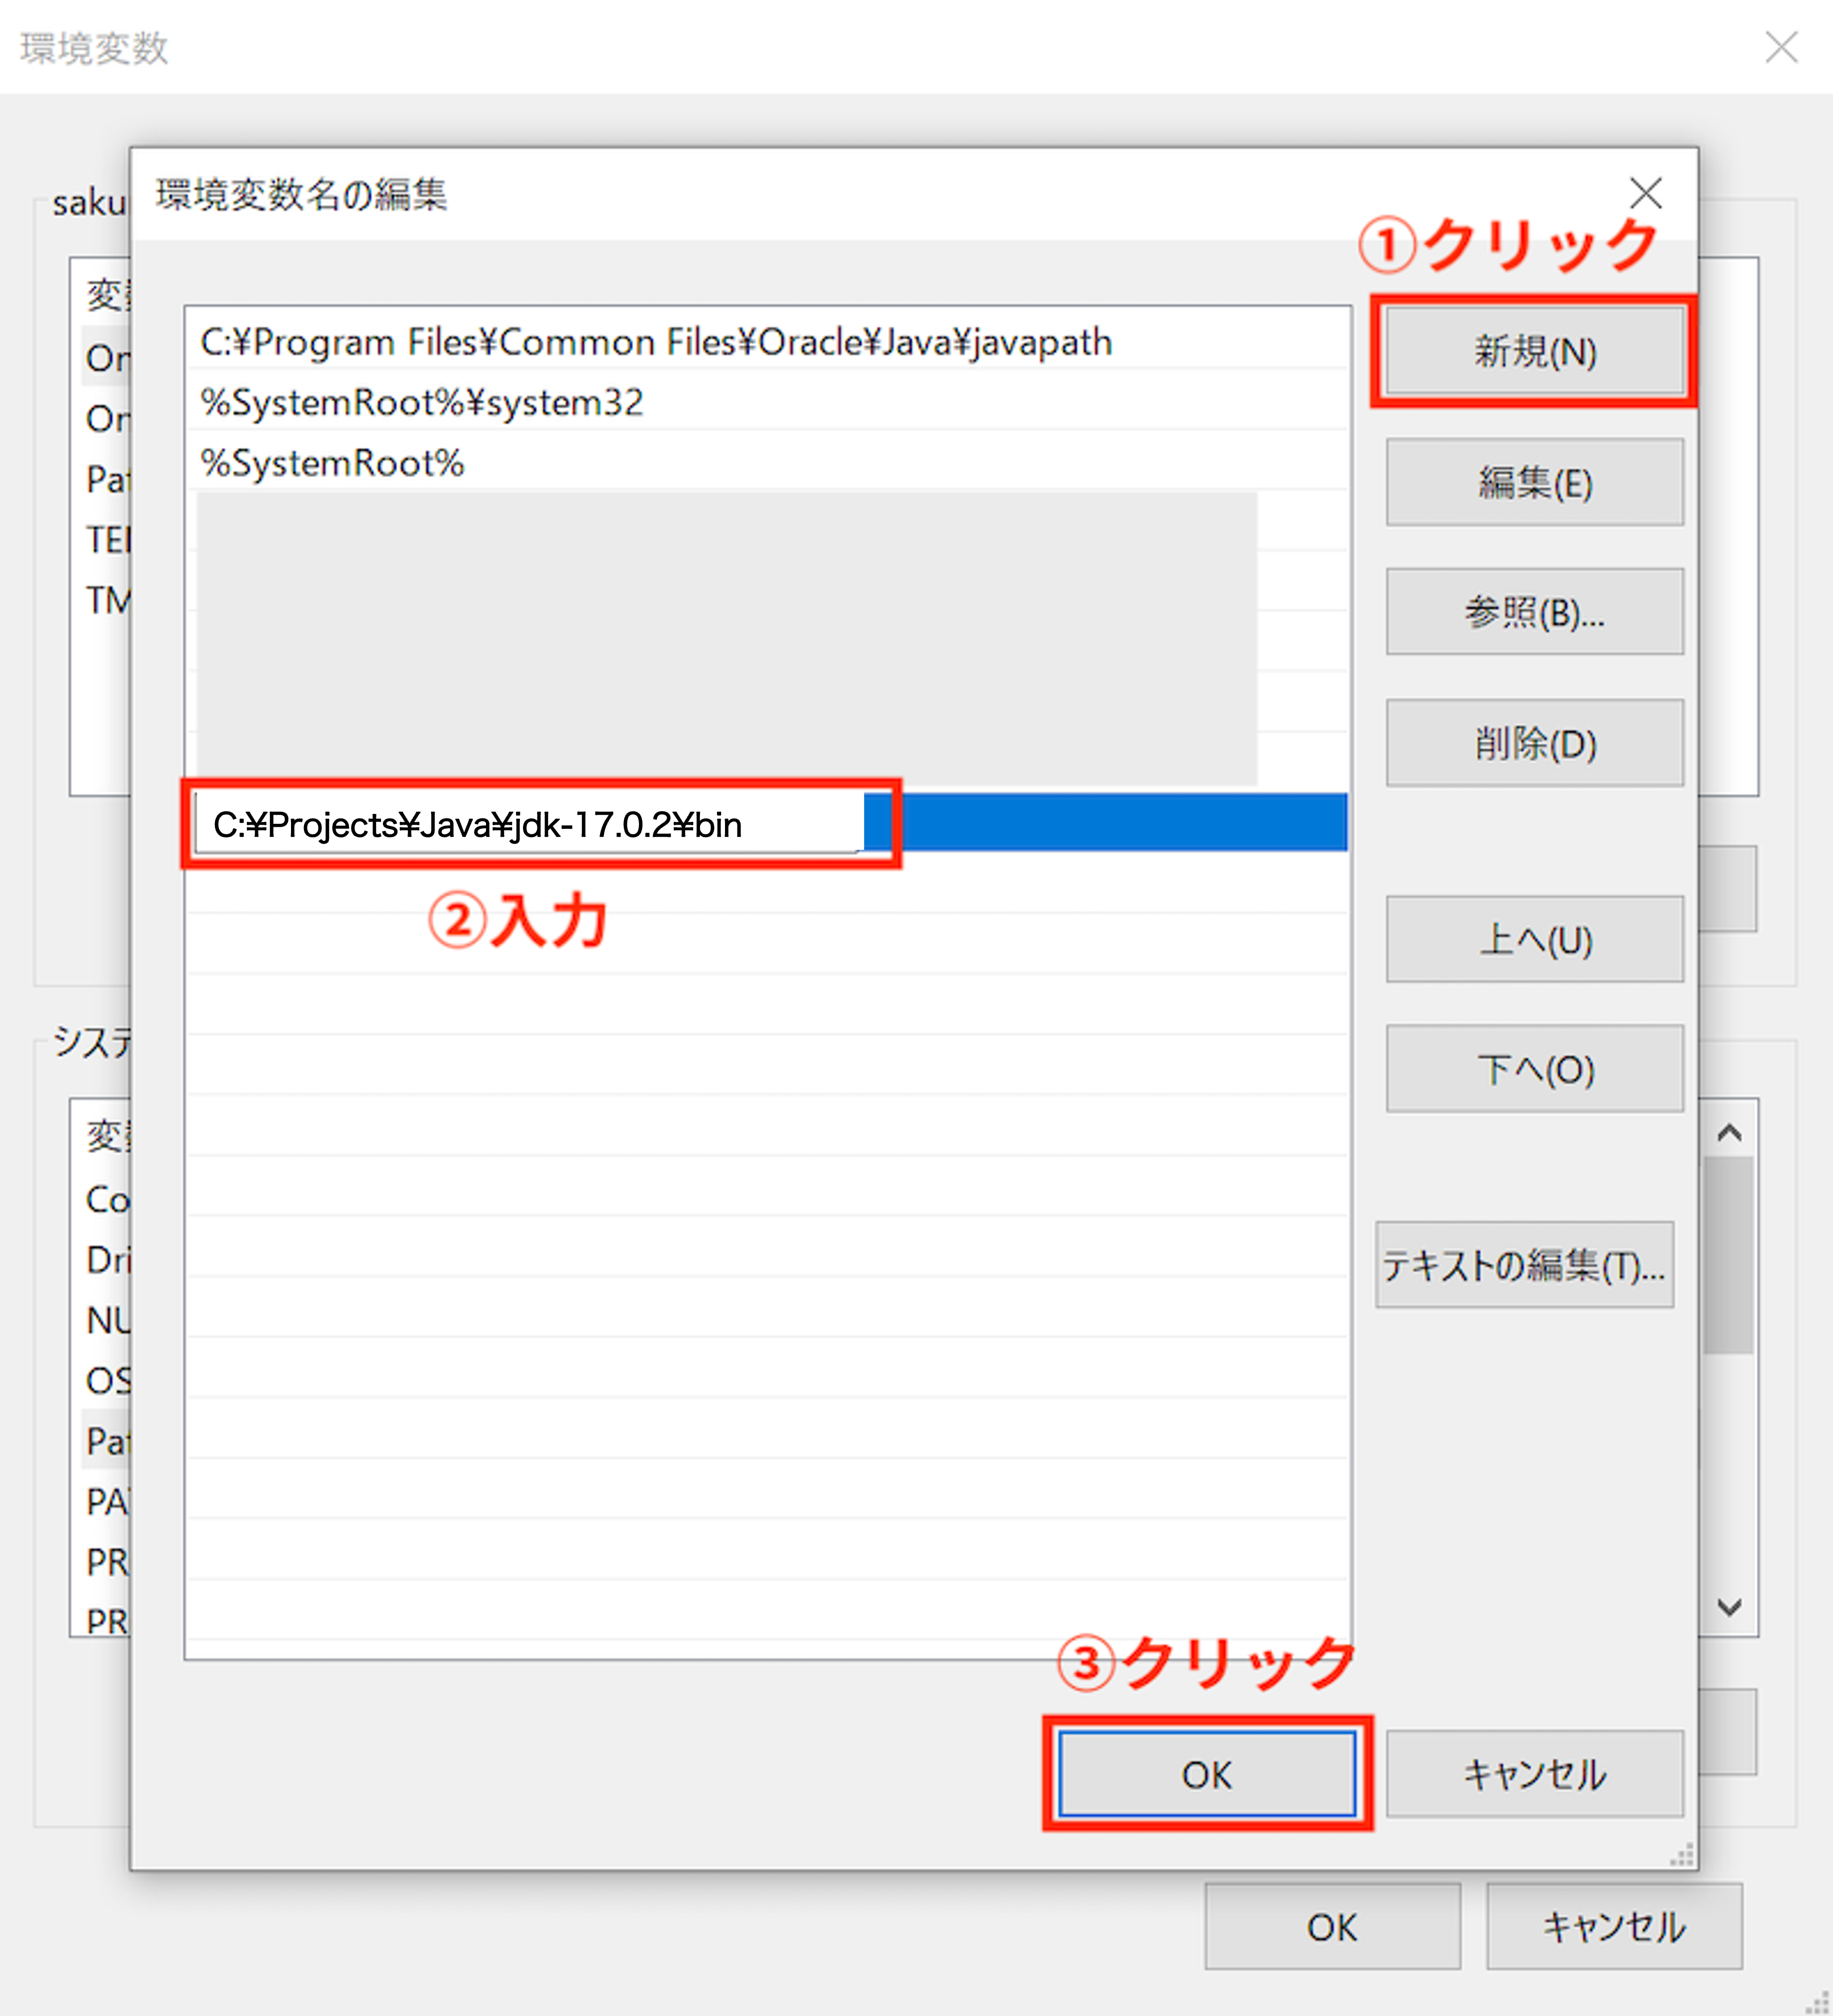 環境変数
環境変数名の編集
①クリック
C:¥Program Files¥Common Files¥Oracle¥Java¥javapath
%SystemRoot%¥system32
%SystemRoot%
C:¥Projects¥Java¥jdk-17.0.2¥bin
②入力
新規(N)
編集(E)
参照(B)...
削除(D)
上へ(U)
下へ(O)
テキストの編集(T)...
③クリック
OK
キャンセル
saku
変
On
On
Pat
TE
TM
システ
変
Co
Dri
NU
OS
Pat
PA
PR
PR
OK
キャンセル